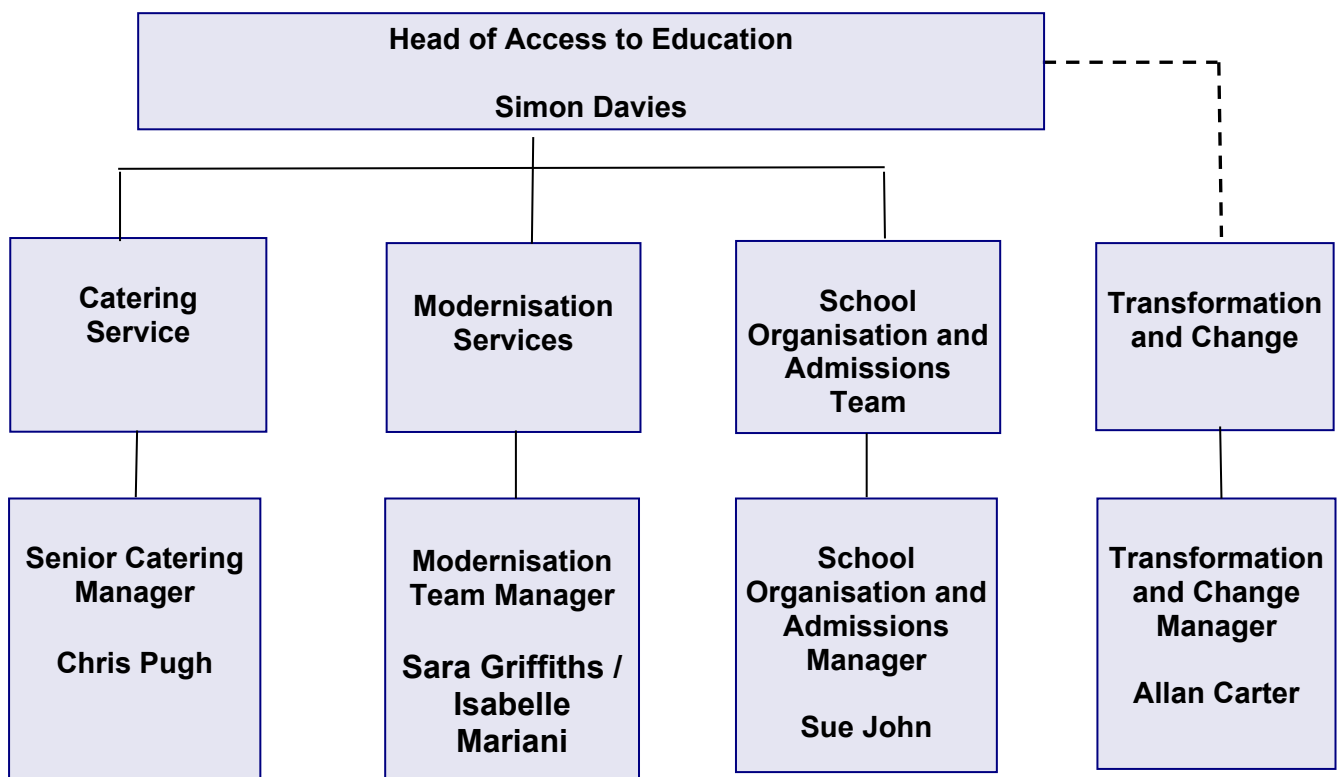 Head of Access to Education
Simon Davies
Catering
Service
Modernisation
Services
School
Organisation and
Admissions
Team
Transformation
and Change
Senior Catering
Manager
Chris Pugh
Modernisation
Team Manager
Sara Griffiths /
Isabelle
Mariani
School
Organisation and
Admissions
Manager
Sue John
Transformation
and Change
Manager
Allan Carter